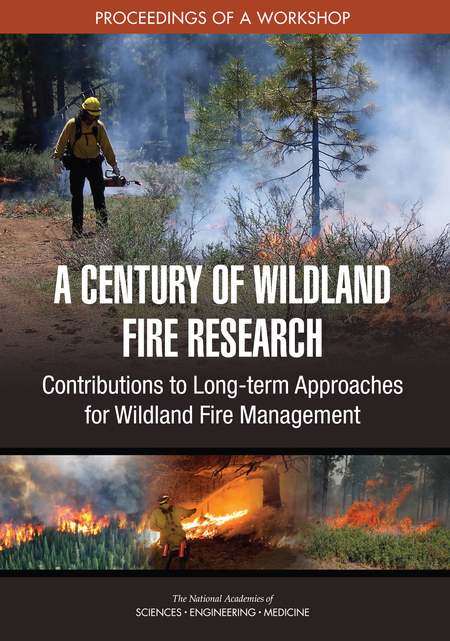 PROCEEDINGS OF A WORKSHOP
A CENTURY OF WILDLAND
FIRE RESEARCH
Contributions to Long-term Approaches
for Wildland Fire Management
The National Academies of
SCIENCES • ENGINEERING • MEDICINE